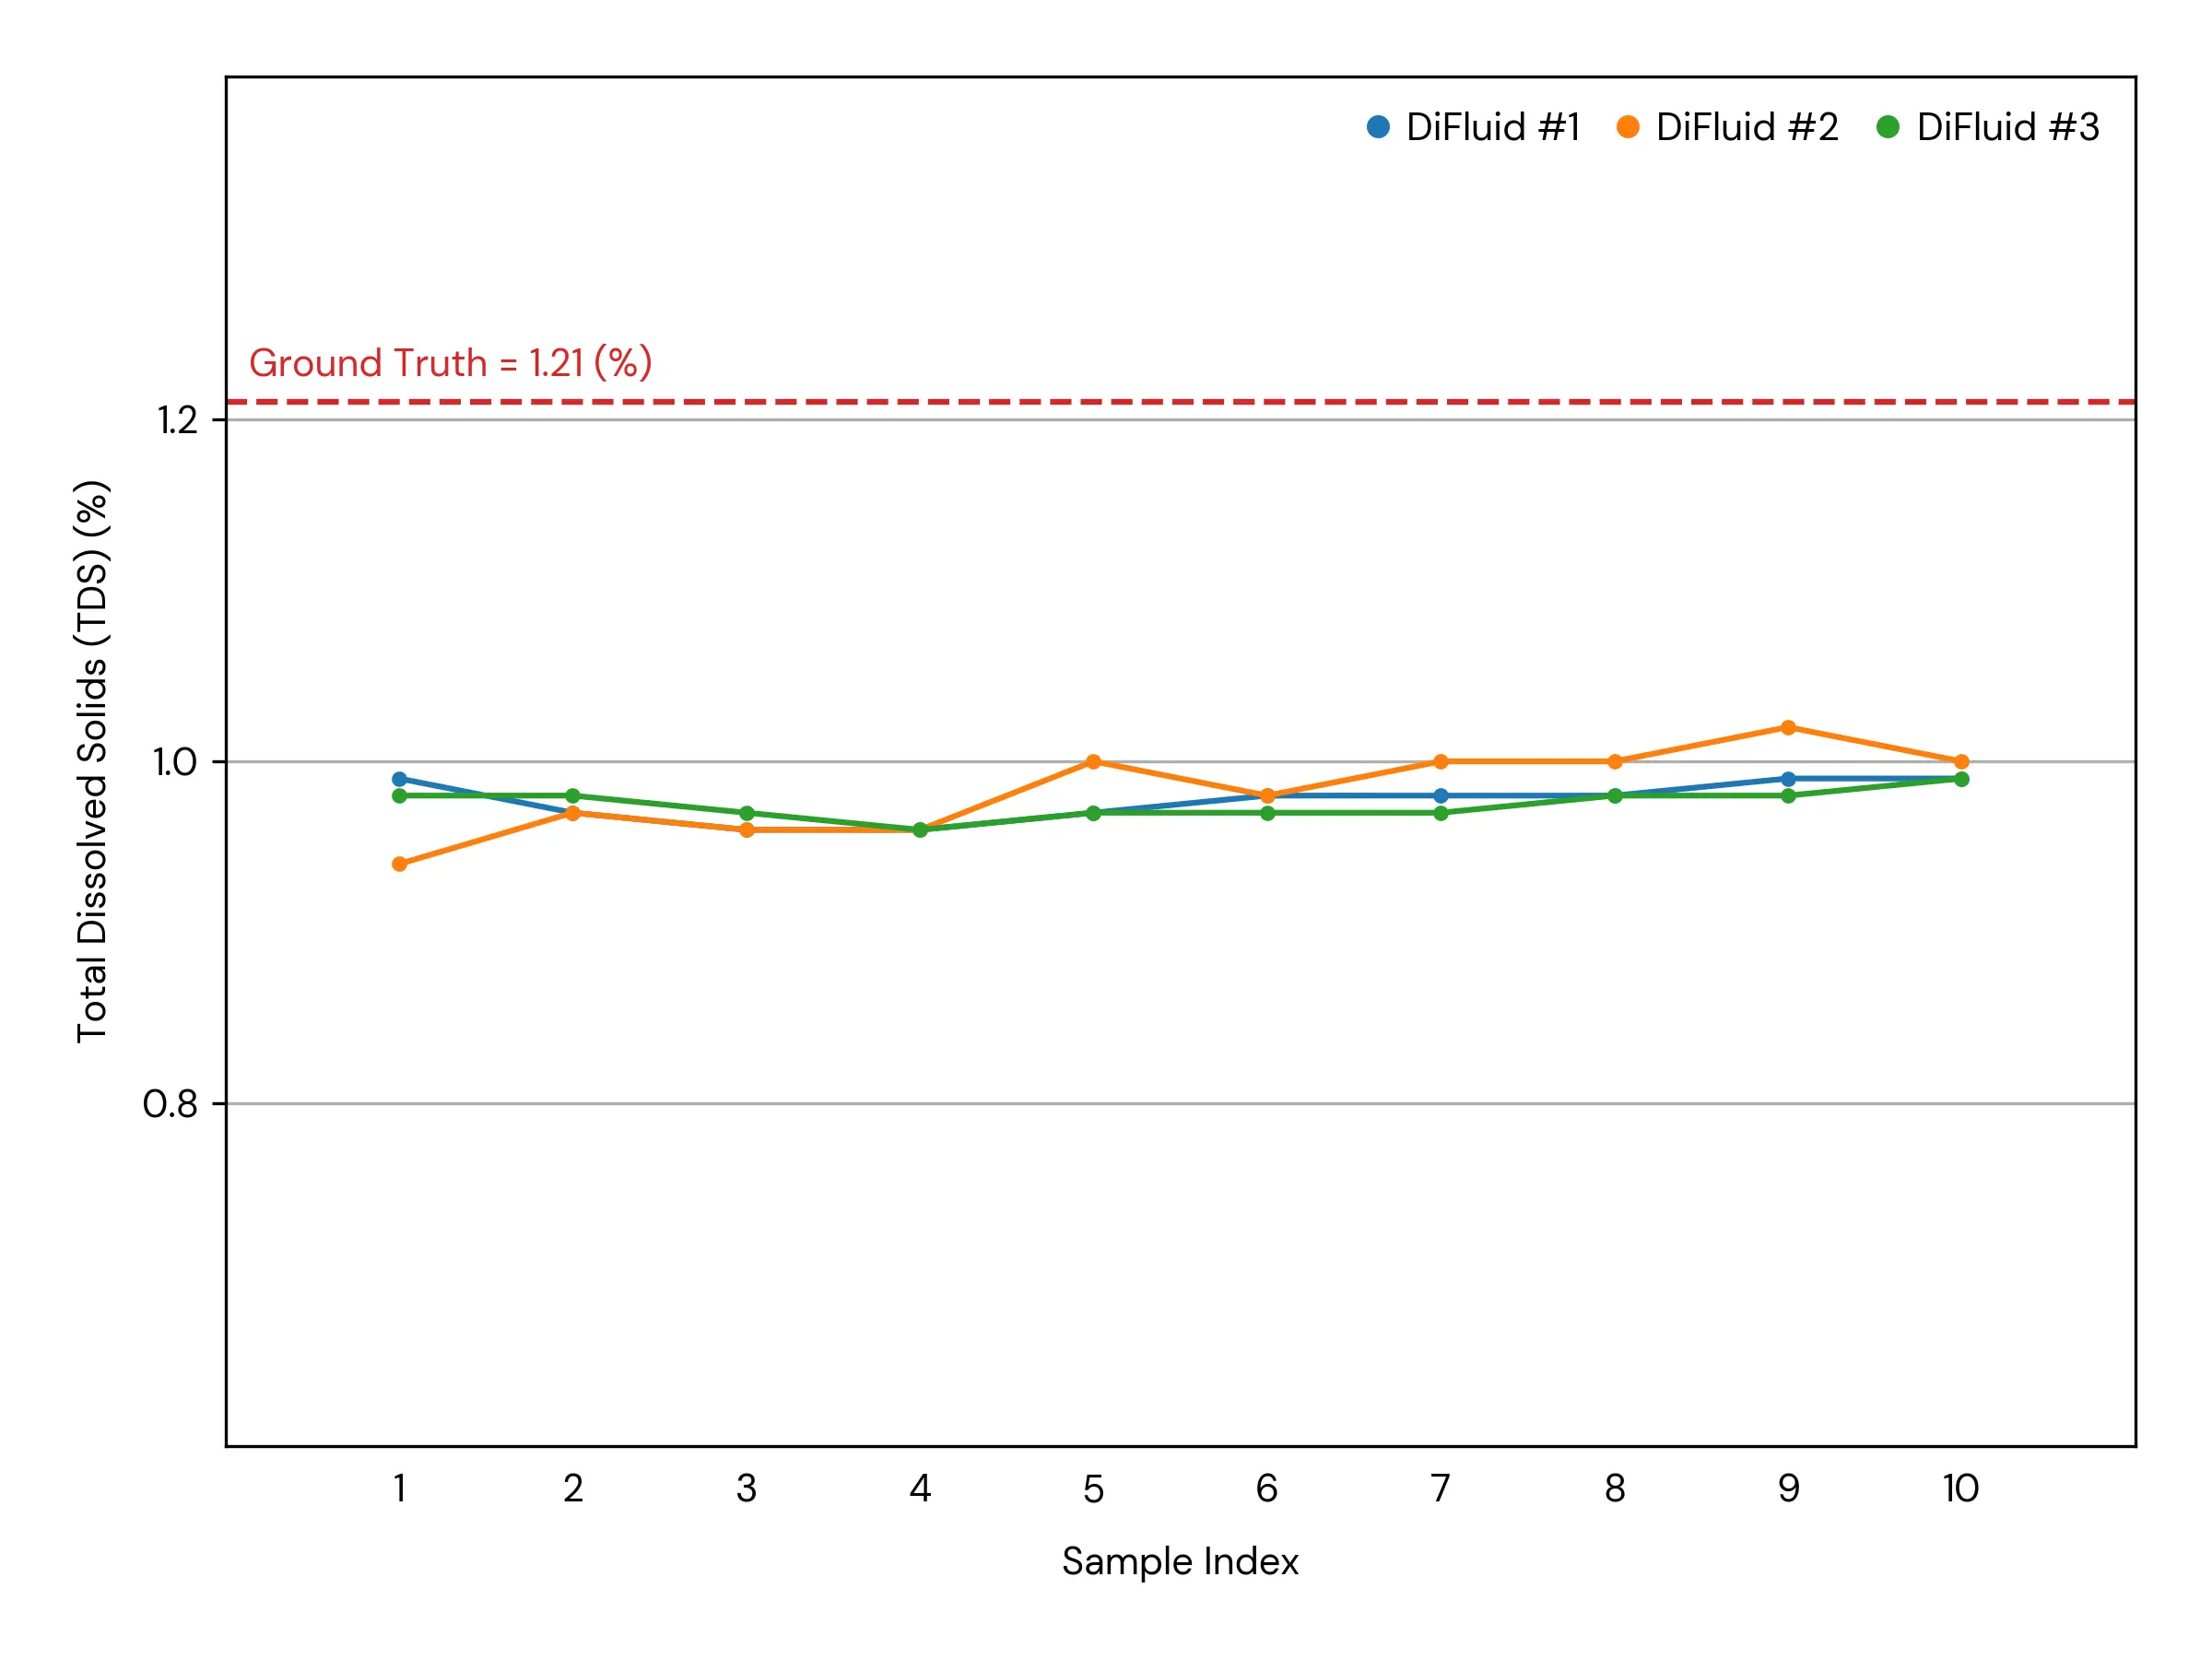 DiFluid #1 DiFluid #2 DiFluid #3
Ground Truth = 1.21 (%)
1.2
1.0
0.8
Total Dissolved Solids (TDS) (%)
1 2 3 4 5 6 7 8 9 10
Sample Index